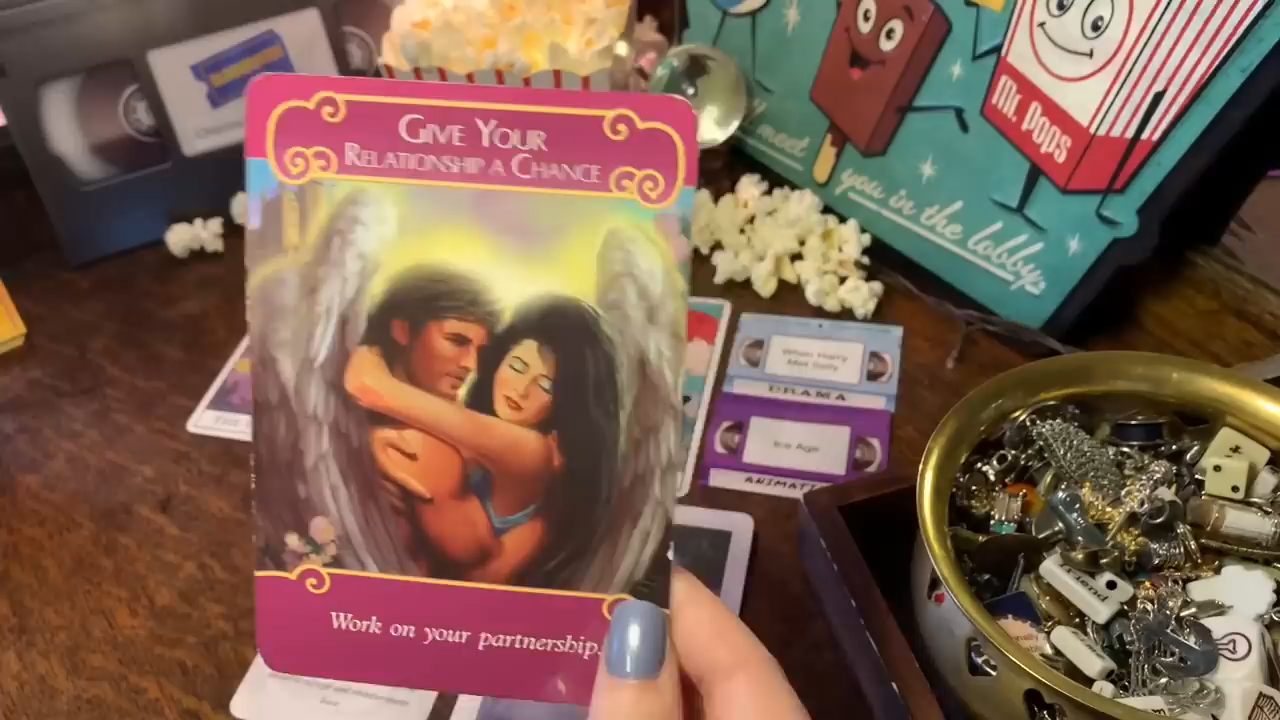 GIVE YOUR
RELATIONSHIP A CHANCE
Work on your partnership.
meet
you in the lobby
Mr. Pops
When Harry
Met Sally
DRAMA
Ice Age